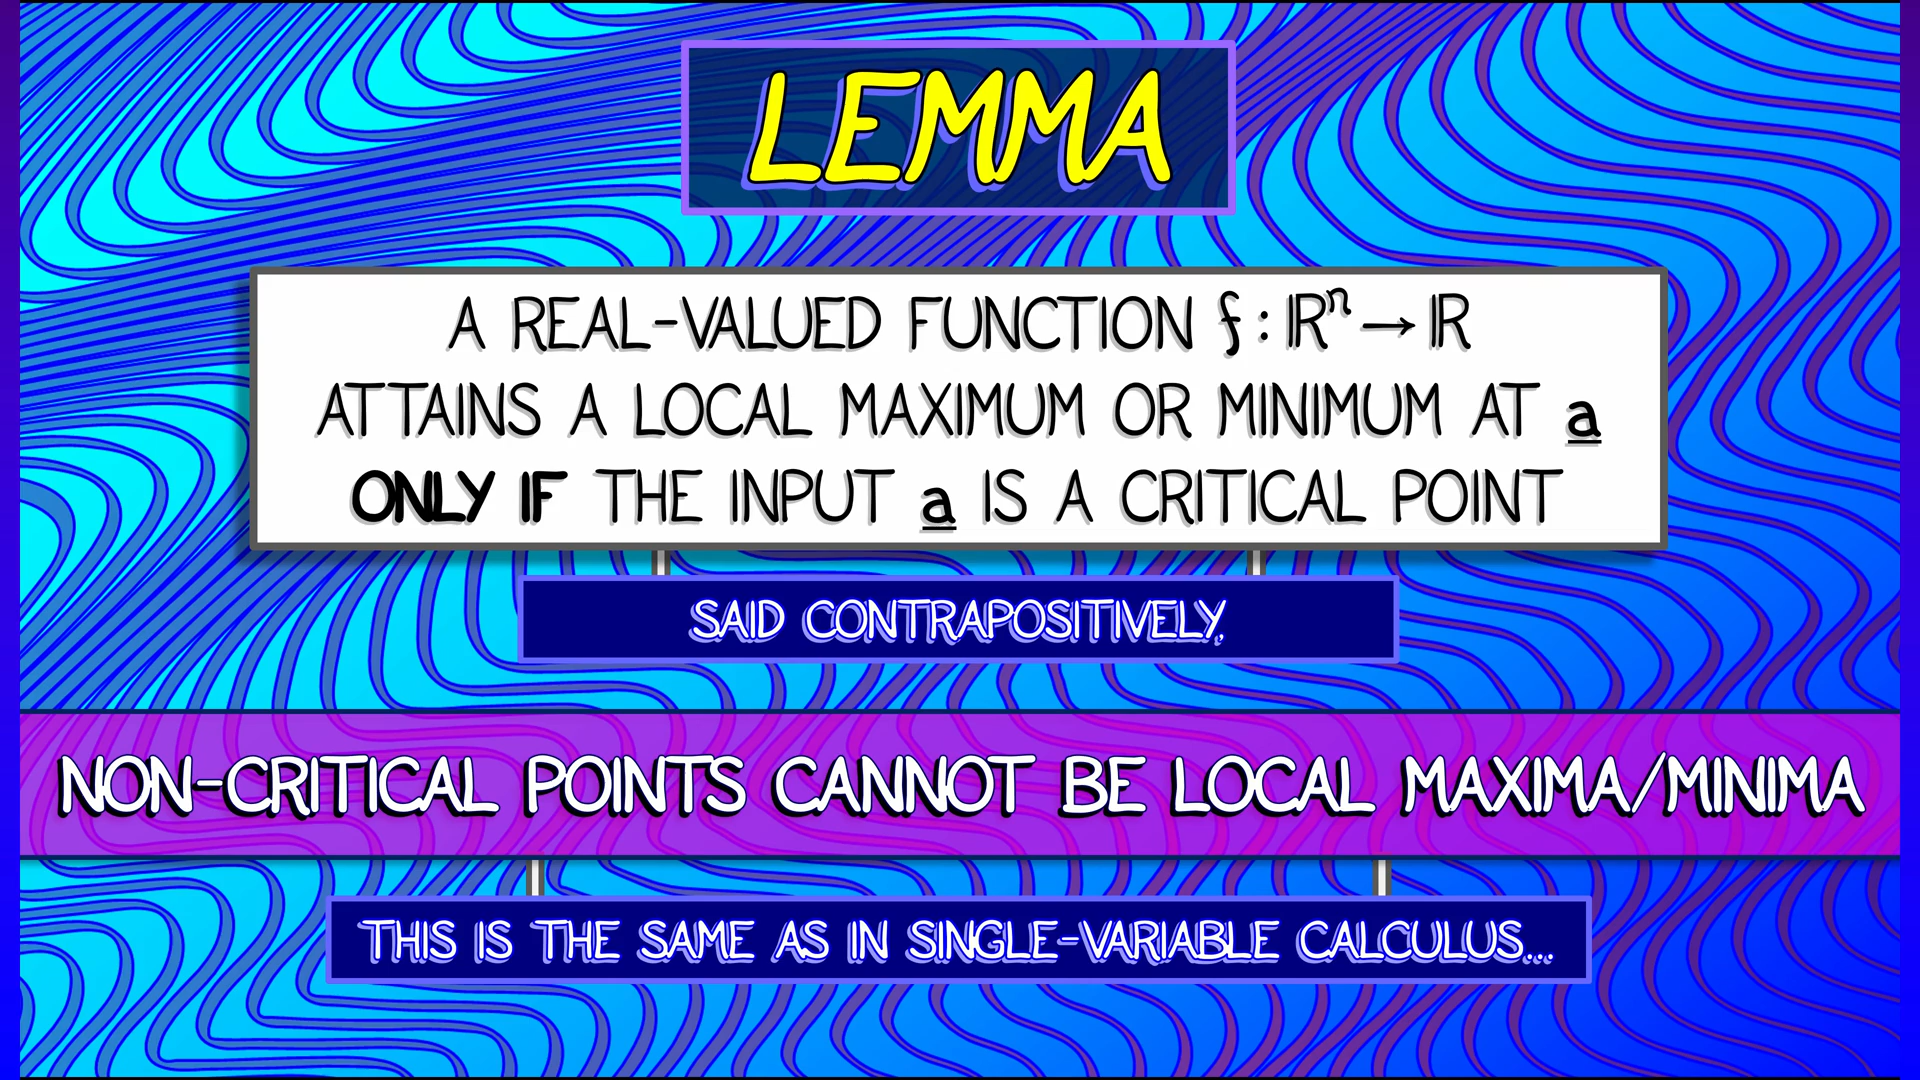 LEMMA
A REAL-VALUED FUNCTION f : ℝⁿ → ℝ
ATTAINS A LOCAL MAXIMUM OR MINIMUM AT a
ONLY IF THE INPUT a IS A CRITICAL POINT
SAID CONTRAPOSITIVELY,
NON-CRITICAL POINTS CANNOT BE LOCAL MAXIMA/MINIMA
THIS IS THE SAME AS IN SINGLE-VARIABLE CALCULUS...